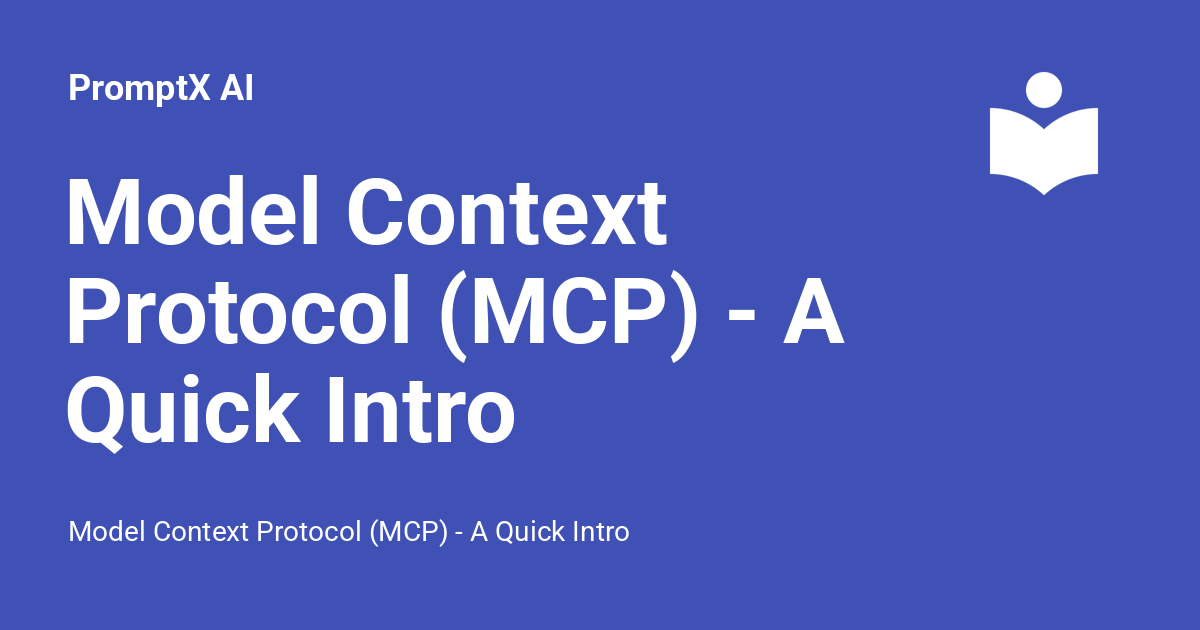 PromptX AI
Model Context
Protocol (MCP) - A
Quick Intro
Model Context Protocol (MCP) - A Quick Intro